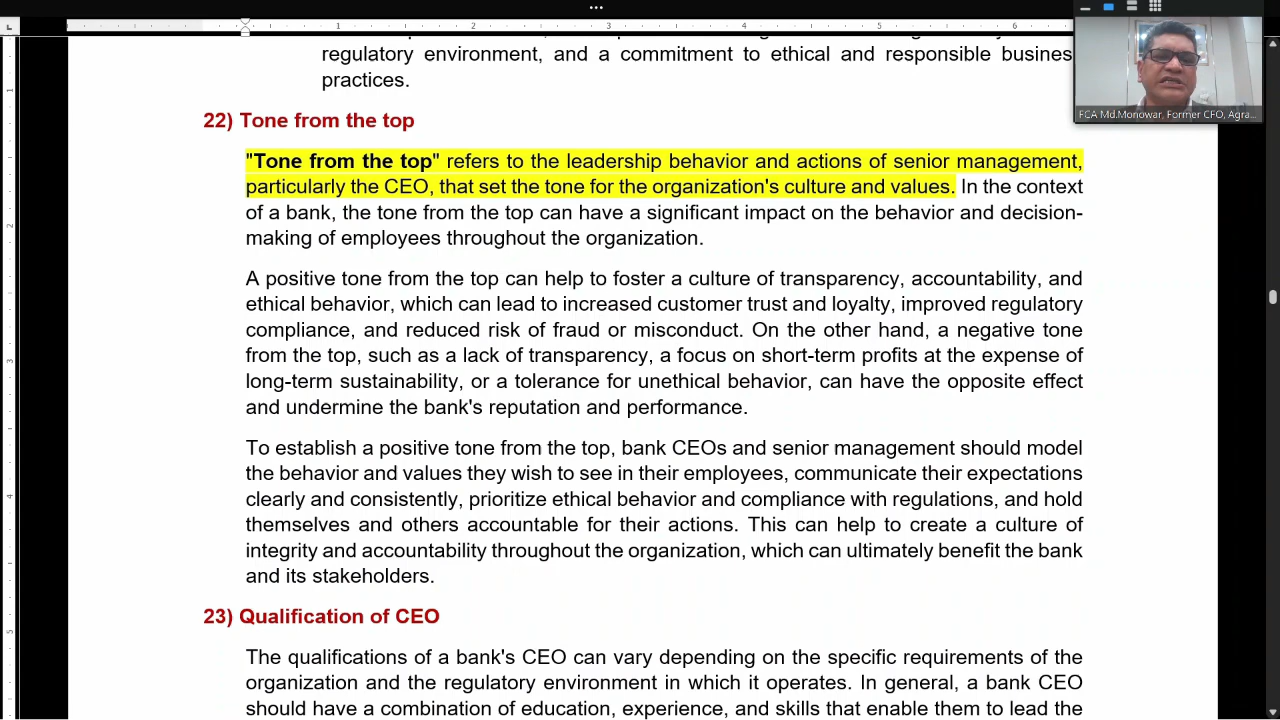 regulatory environment, and a commitment to ethical and responsible business
practices.
FCA Md.Monowar, Former CFO, Agra...
22) Tone from the top
"Tone from the top" refers to the leadership behavior and actions of senior management,
particularly the CEO, that set the tone for the organization's culture and values. In the context
of a bank, the tone from the top can have a significant impact on the behavior and decision-
making of employees throughout the organization.
A positive tone from the top can help to foster a culture of transparency, accountability, and
ethical behavior, which can lead to increased customer trust and loyalty, improved regulatory
compliance, and reduced risk of fraud or misconduct. On the other hand, a negative tone
from the top, such as a lack of transparency, a focus on short-term profits at the expense of
long-term sustainability, or a tolerance for unethical behavior, can have the opposite effect
and undermine the bank's reputation and performance.
To establish a positive tone from the top, bank CEOs and senior management should model
the behavior and values they wish to see in their employees, communicate their expectations
clearly and consistently, prioritize ethical behavior and compliance with regulations, and hold
themselves and others accountable for their actions. This can help to create a culture of
integrity and accountability throughout the organization, which can ultimately benefit the bank
and its stakeholders.
23) Qualification of CEO
The qualifications of a bank's CEO can vary depending on the specific requirements of the
organization and the regulatory environment in which it operates. In general, a bank CEO
should have a combination of education, experience, and skills that enable them to lead the